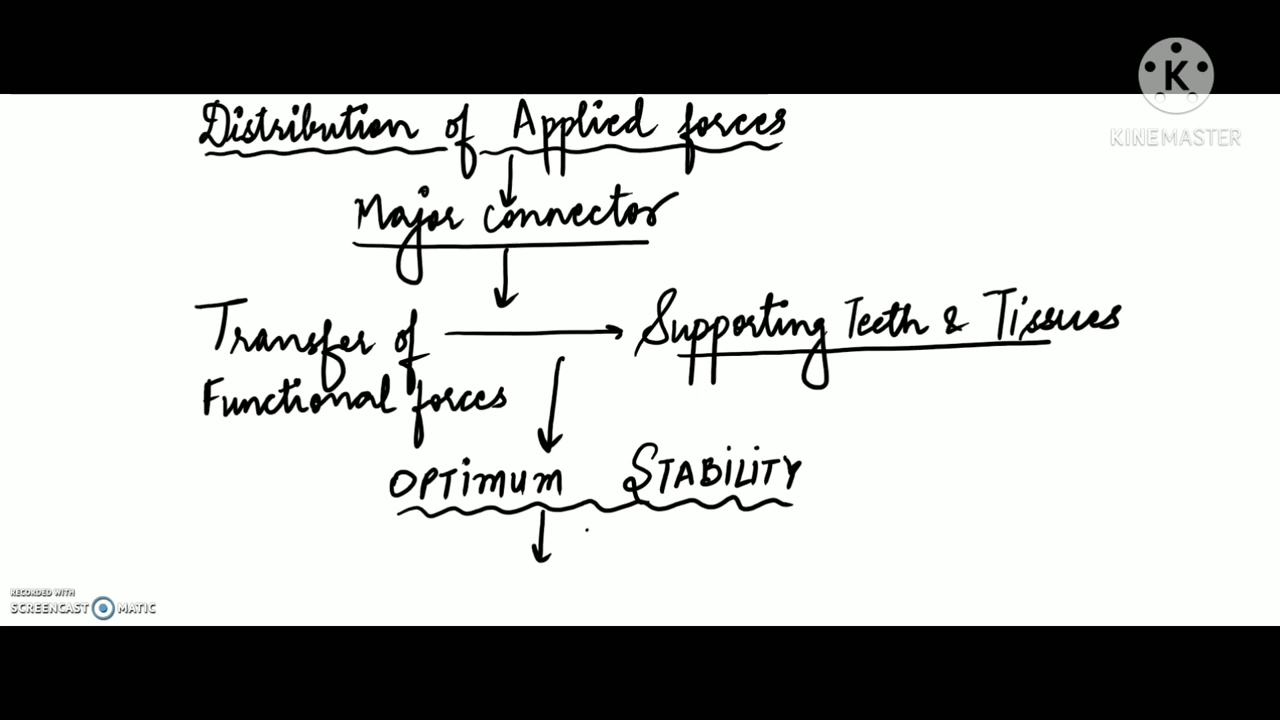 K
KINEMASTER
Distribution of Applied forces
Major Connector
Transfer of
Functional forces
Supporting Teeth & Tissues
OPTIMUM STABILITY
RECORDED WITH
SCREENCAST MATIC